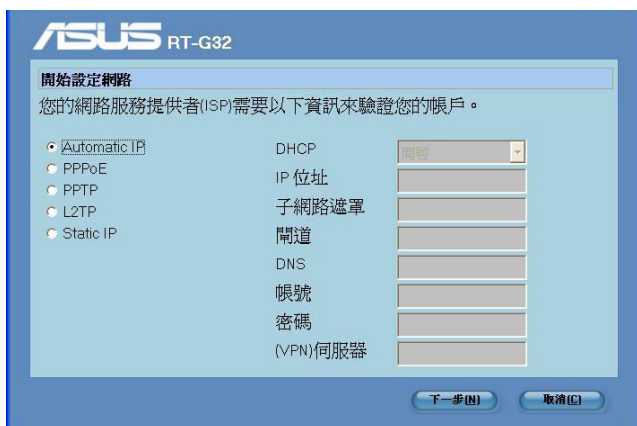 ASUS RT-G32
開始設定網路
您的網路服務提供者(ISP)需要以下資訊來驗證您的帳戶。
Automatic IP
PPPoE
PPTP
L2TP
Static IP
DHCP 開啓
IP 位址
子網路遮罩
閘道
DNS
帳號
密碼
(VPN)伺服器
下一步(N) 取消(C)